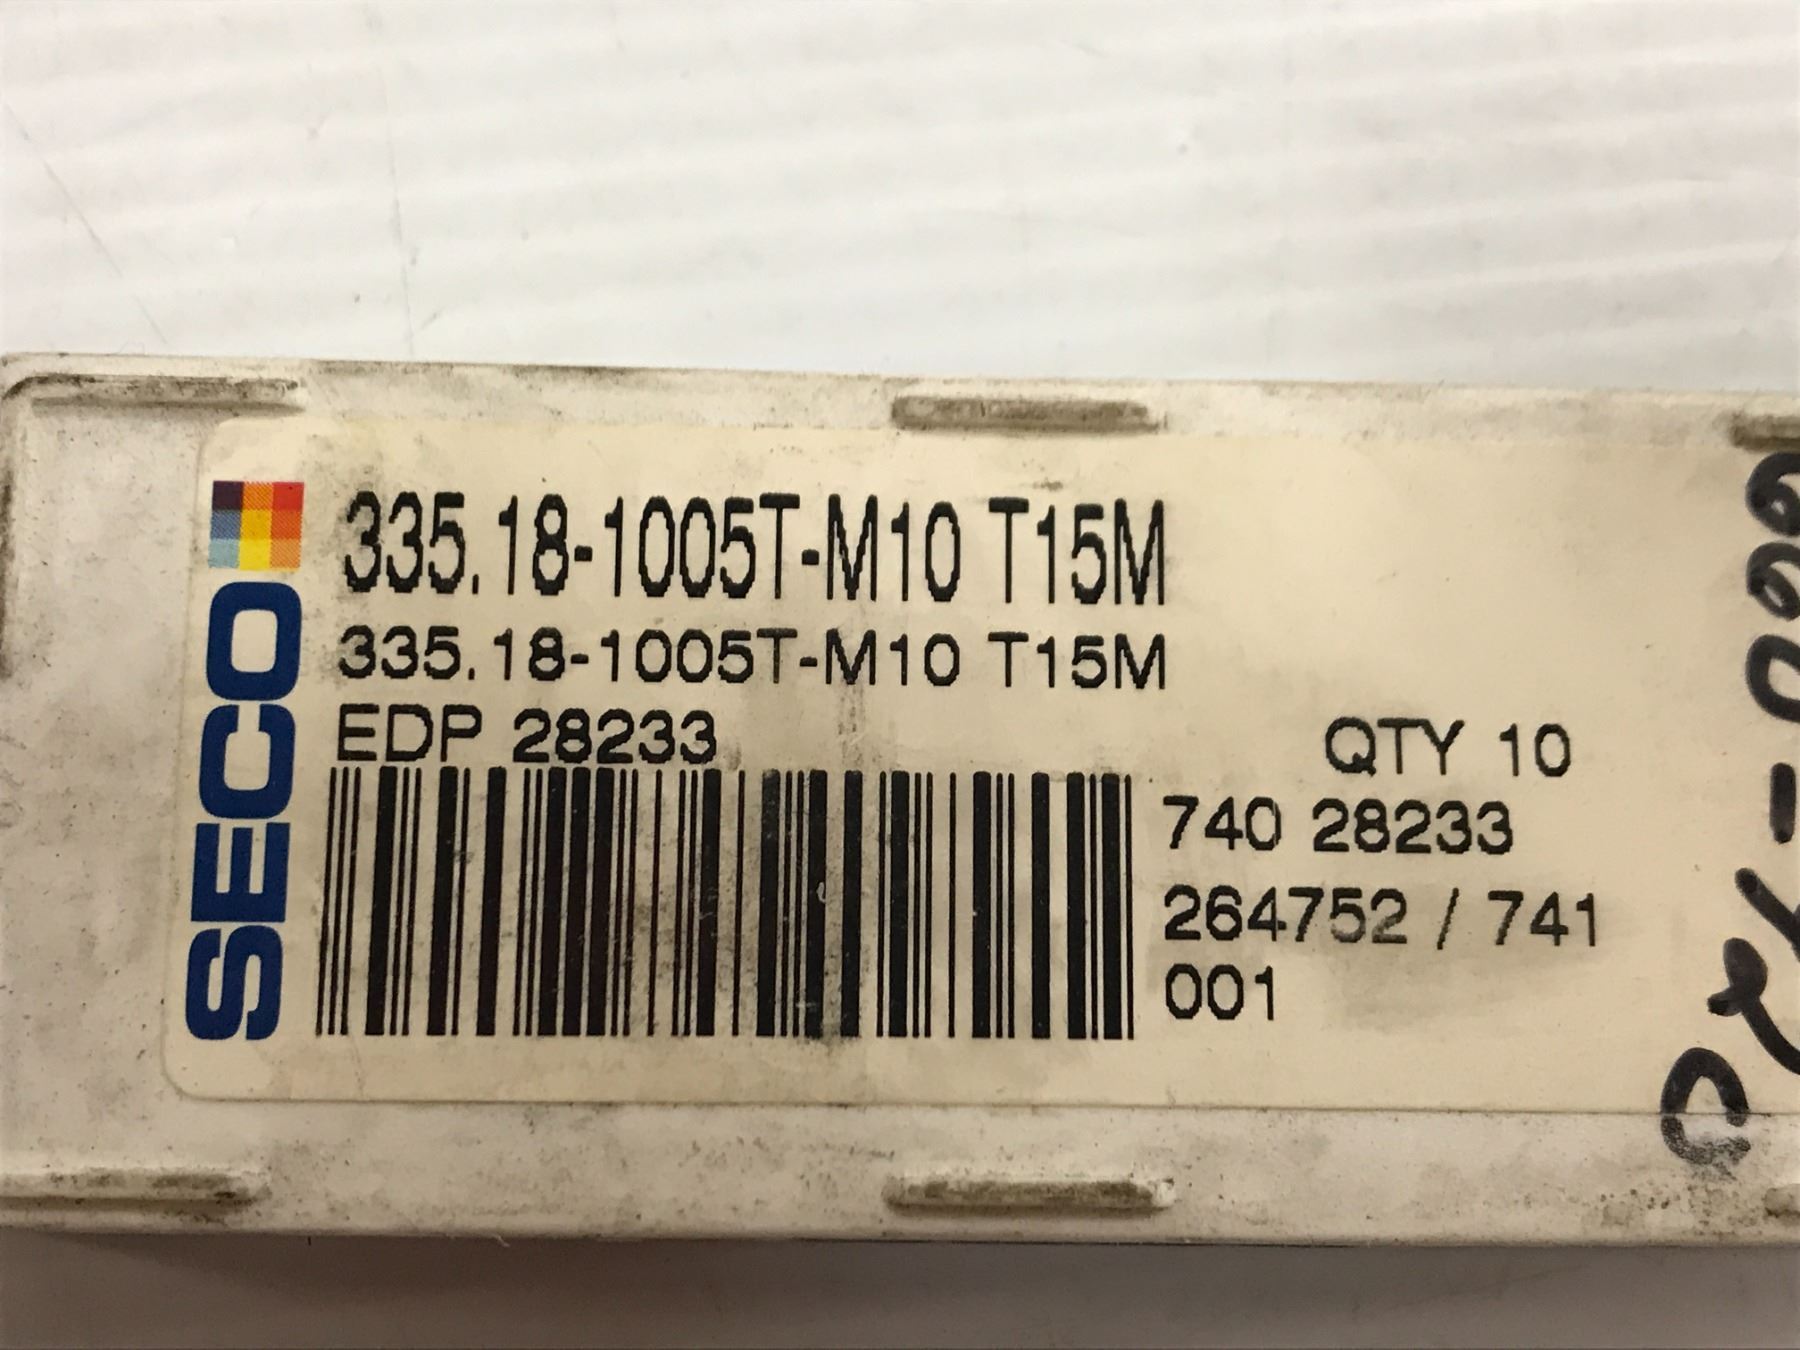 SECO
335.18-1005T-M10 T15M
335.18-1005T-M10 T15M
EDP 28233
QTY 10
740 28233
264752 / 741
001